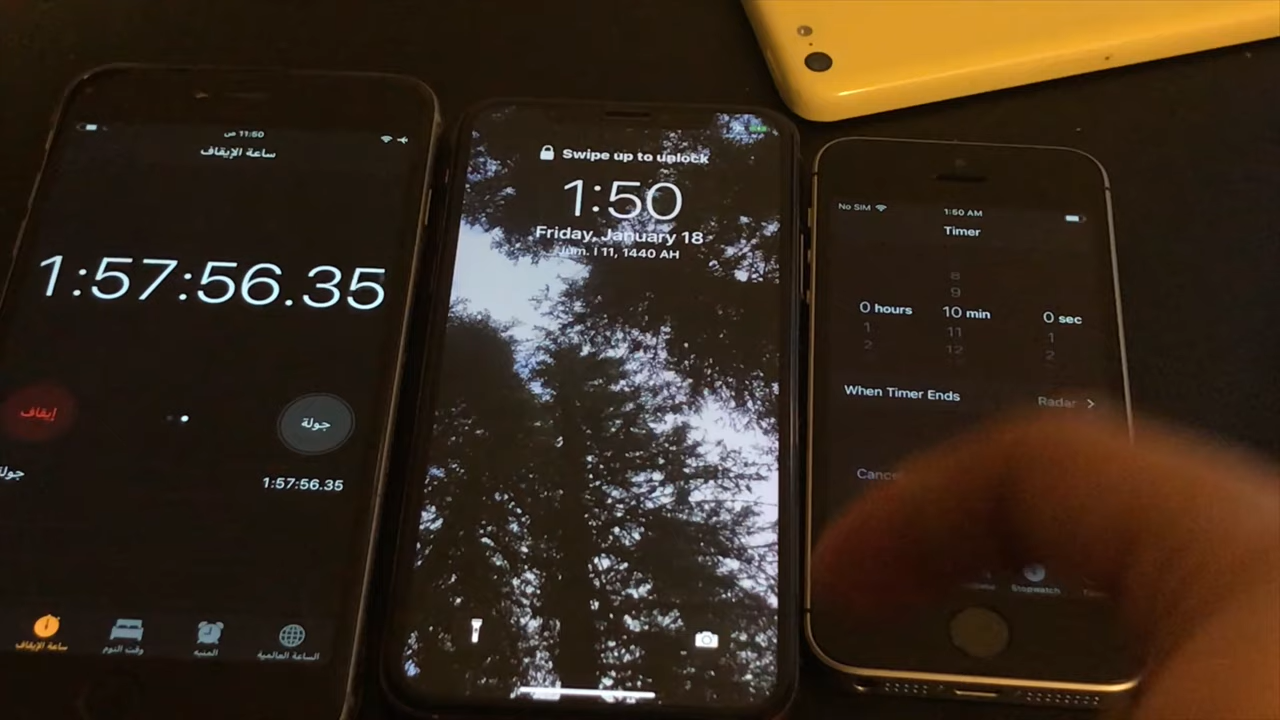 11:50 ص
ساعة الإيقاف
1:57:56.35
إيقاف
جولة
1:57:56.35
ساعة الإيقاف
وقت النوم
المنبه
الساعة العالمية
Swipe up to unlock
1:50
Friday, January 18
Jum. I 11, 1440 AH
No SIM
1:50 AM
Timer
8
9
0 hours 10 min 0 sec
1 11 1
2 12 2
When Timer Ends Radar
Stopwatch